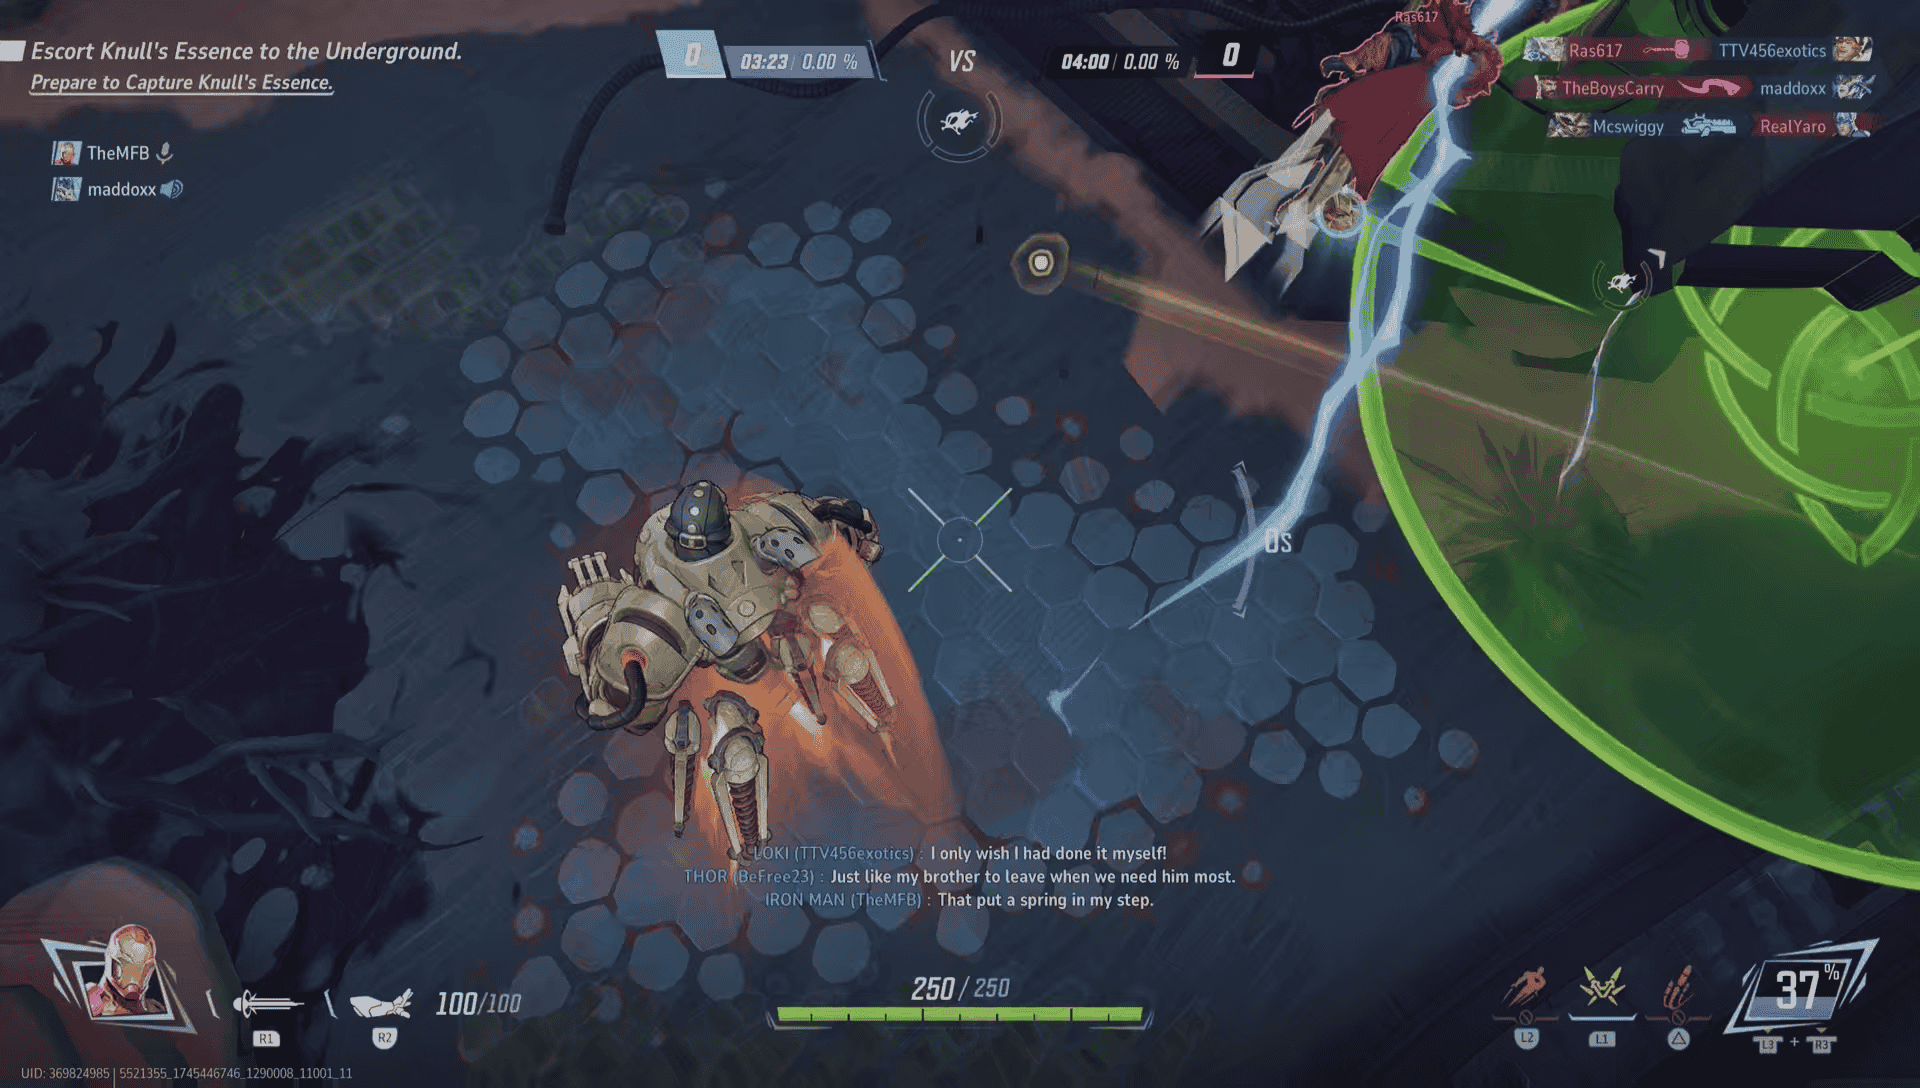 Escort Knull's Essence to the Underground.
Prepare to Capture Knull's Essence.
0
03:23 / 0.00 %
VS
04:00 / 0.00 %
0
Ras617
Ras617 TTV456exotics
TheBoysCarry maddoxx
Mcswiggy RealYaro
TheMFB
maddoxx
0s
LOKI (TTV456exotics) : I only wish I had done it myself!
THOR (BeFree23) : Just like my brother to leave when we need him most.
IRON MAN (TheMFB) : That put a spring in my step.
R1
R2
100/100
250 / 250
L2
L1
37%
L3 + R3
UID: 369824985 | 5521355_1745446746_1290008_11001_11